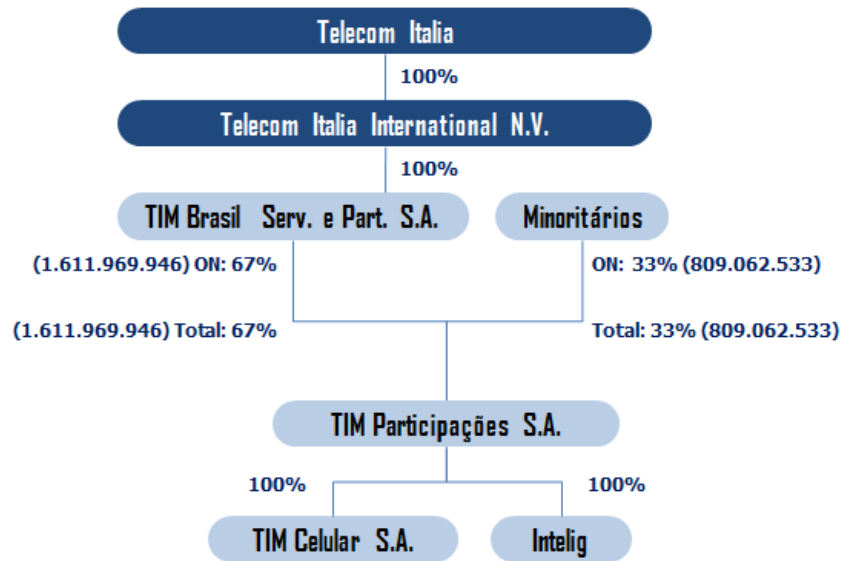 Telecom Italia
100%
Telecom Italia International N.V.
100%
TIM Brasil Serv. e Part. S.A.
Minoritários
(1.611.969.946) ON: 67%
ON: 33% (809.062.533)
(1.611.969.946) Total: 67%
Total: 33% (809.062.533)
TIM Participações S.A.
100%
100%
TIM Celular S.A.
Intelig